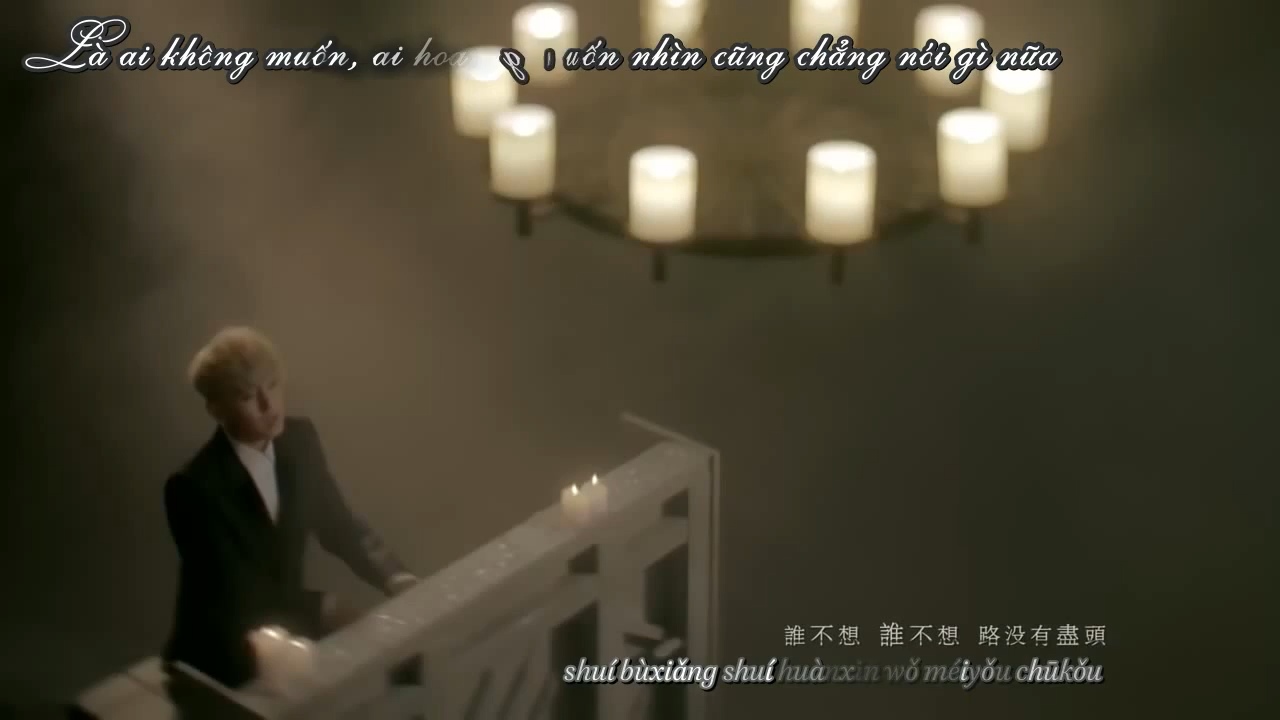 Là ai không muốn, ai hoa uốn nhìn cũng chẳng nói gì nữa
誰不想 誰不想 路没有盡頭
shuí bùxiǎng shuí huànxin wǒ méiyǒu chūkǒu